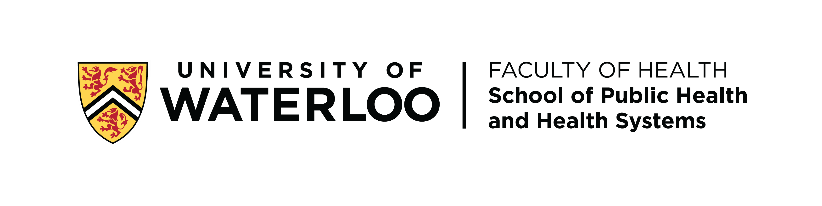 UNIVERSITY OF
WATERLOO
FACULTY OF HEALTH
School of Public Health
and Health Systems